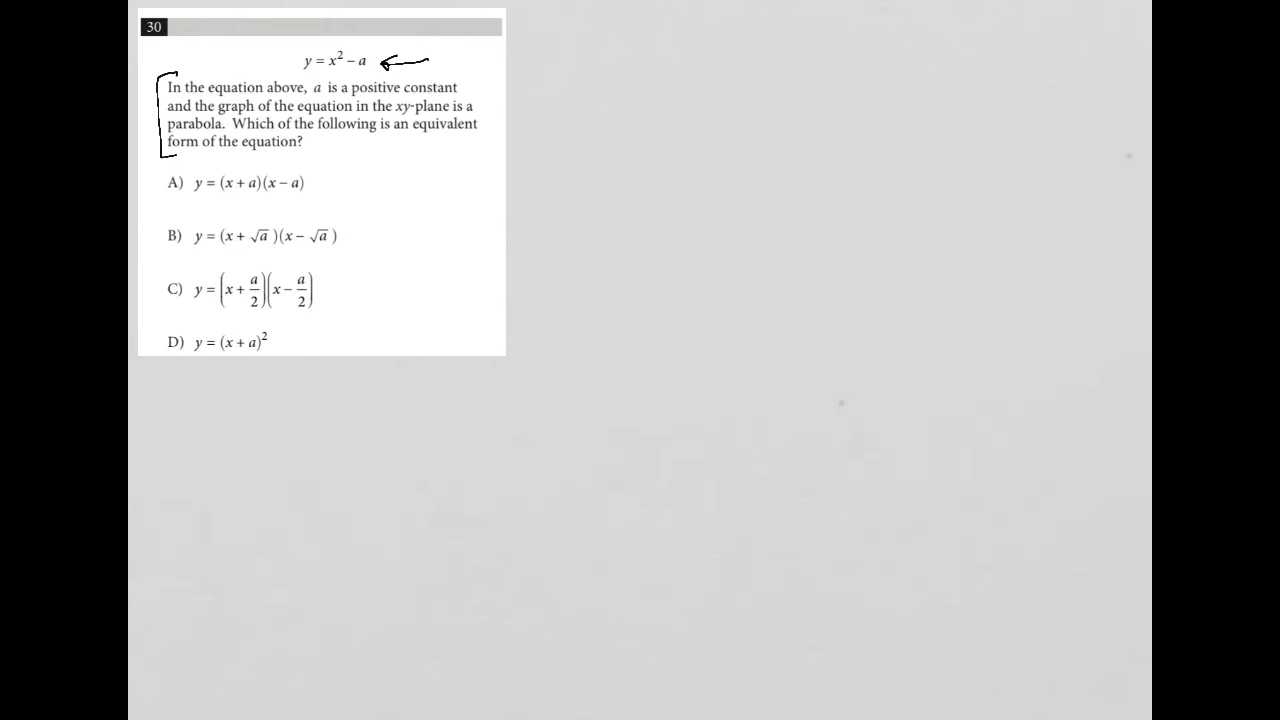 30
y = x² − a
In the equation above, a is a positive constant
and the graph of the equation in the xy-plane is a
parabola. Which of the following is an equivalent
form of the equation?
A) y = (x + a)(x − a)
B) y = (x + √a )(x − √a )
C) y = (x + a/2)(x − a/2)
D) y = (x + a)²